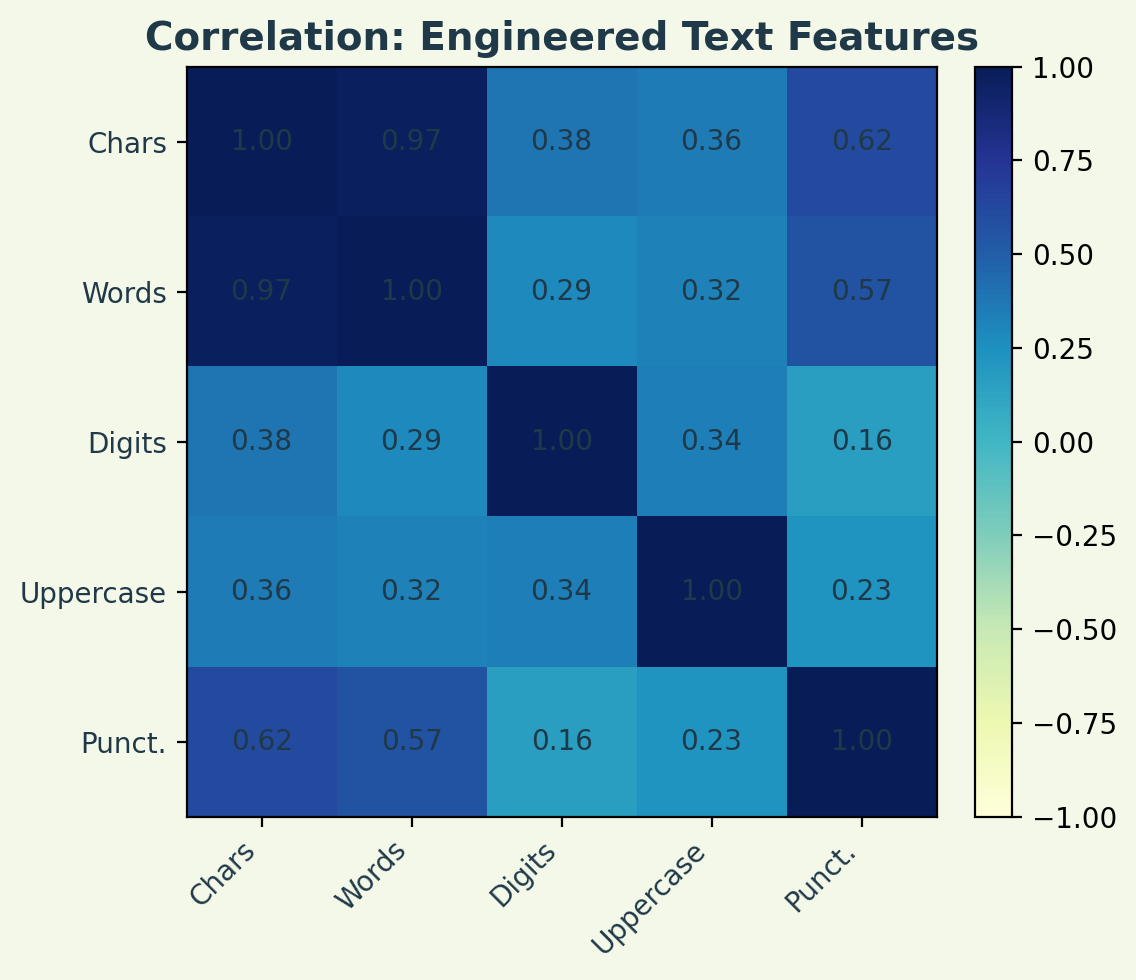 Correlation: Engineered Text Features
Chars 1.00 0.97 0.38 0.36 0.62
Words 0.97 1.00 0.29 0.32 0.57
Digits 0.38 0.29 1.00 0.34 0.16
Uppercase 0.36 0.32 0.34 1.00 0.23
Punct. 0.62 0.57 0.16 0.23 1.00
Chars Words Digits Uppercase Punct.
1.00
0.75
0.50
0.25
0.00
−0.25
−0.50
−0.75
−1.00